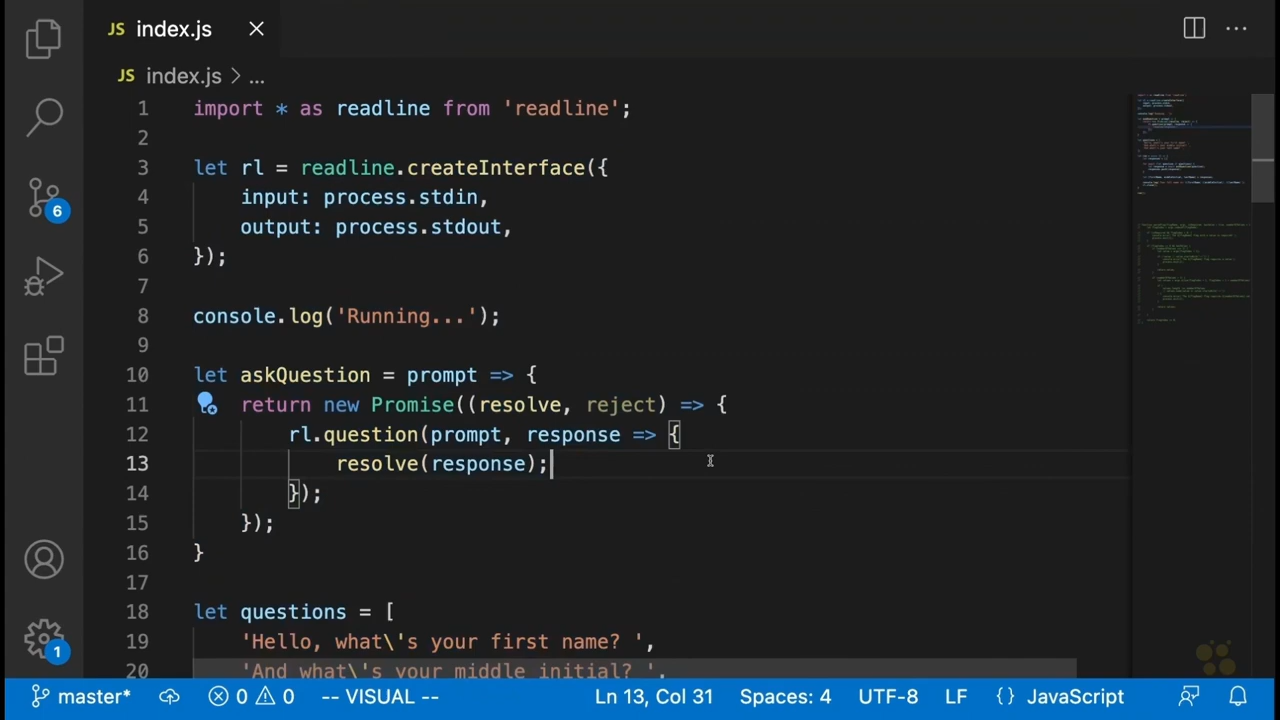 JS index.js
JS index.js > ...
1 import * as readline from 'readline';
2
3 let rl = readline.createInterface({
4 input: process.stdin,
5 output: process.stdout,
6 });
7
8 console.log('Running...');
9
10 let askQuestion = prompt => {
11 return new Promise((resolve, reject) => {
12 rl.question(prompt, response => {
13 resolve(response);
14 });
15 });
16 }
17
18 let questions = [
19 'Hello, what\'s your first name? ',
20 'And what\'s your middle initial? ',
6
1
master* 0 0 -- VISUAL -- Ln 13, Col 31 Spaces: 4 UTF-8 LF {} JavaScript